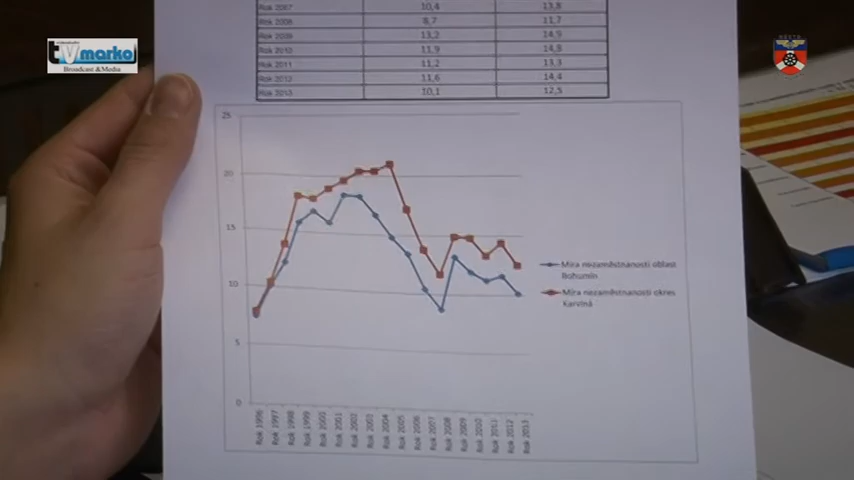 tvmarko
Broadcast &Media
MĚSTO
Rok 2007 10,4 13,8
Rok 2008 8,7 11,7
Rok 2009 13,2 14,9
Rok 2010 11,9 14,8
Rok 2011 11,2 13,3
Rok 2012 11,6 14,4
Rok 2013 10,1 12,5
25
20
15
10
5
0
Míra nezaměstnanosti oblast
Bohumín
Míra nezaměstnanosti okres
Karviná
Rok 1996
Rok 1997
Rok 1998
Rok 1999
Rok 2000
Rok 2001
Rok 2002
Rok 2003
Rok 2004
Rok 2005
Rok 2006
Rok 2007
Rok 2008
Rok 2009
Rok 2010
Rok 2011
Rok 2012
Rok 2013